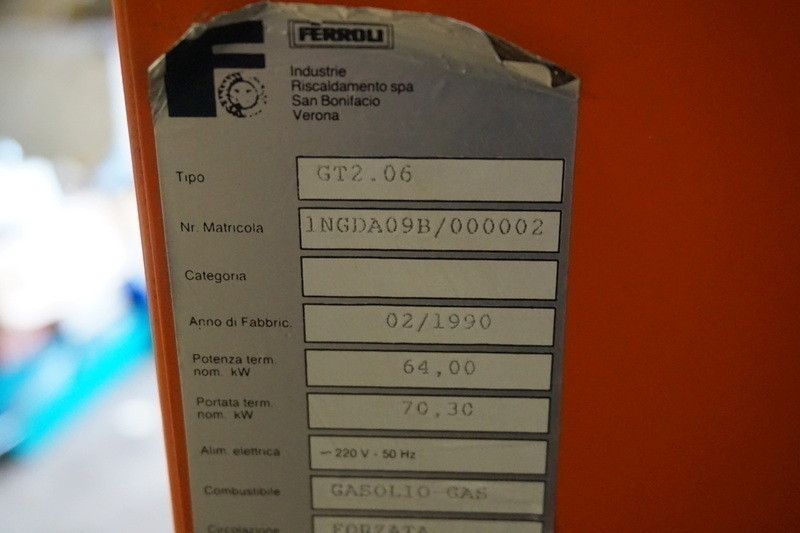 FERROLI
Industrie
Riscaldamento spa
San Bonifacio
Verona
Tipo GT2.06
Nr. Matricola 1NGDA09B/000002
Categoria
Anno di Fabbric. 02/1990
Potenza term.
nom. kW 64,00
Portata term.
nom. kW 70,30
Alim. elettrica ~ 220 V - 50 Hz
Combustibile GASOLIO-GAS
Circolazione FORZATA